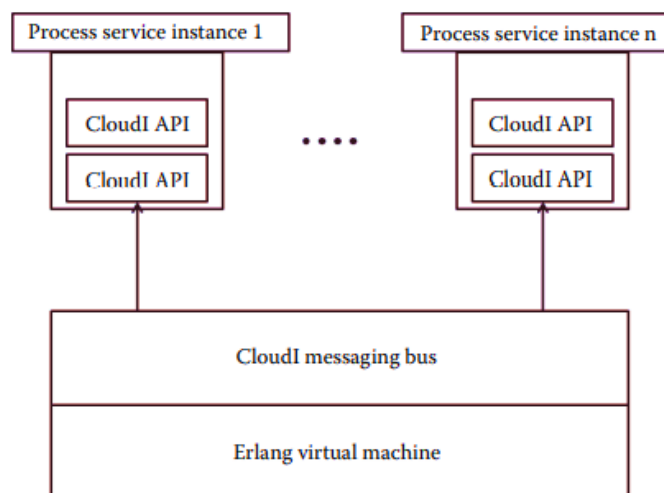 Process service instance 1
Process service instance n
CloudI API
CloudI API
CloudI API
CloudI API
....
CloudI messaging bus
Erlang virtual machine